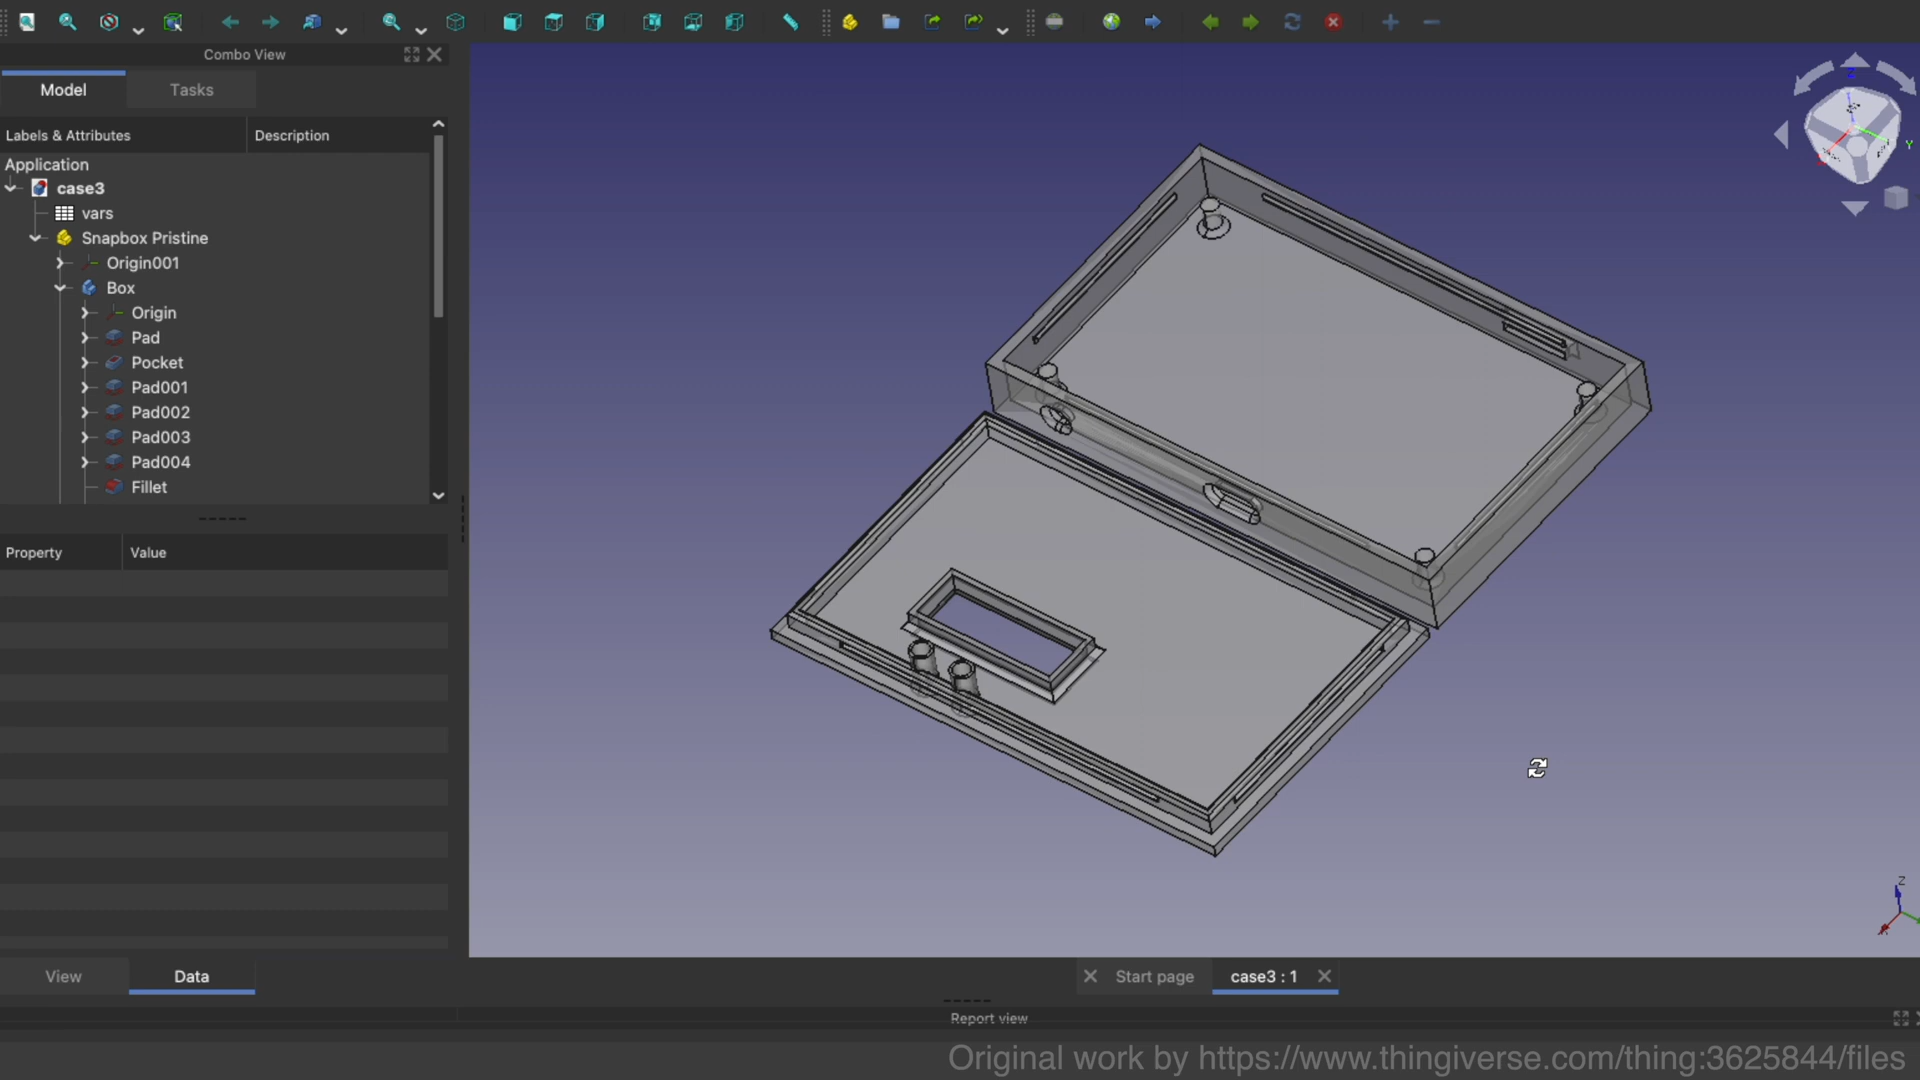 Combo View
Model
Tasks
Labels & Attributes
Description
Application
case3
vars
Snapbox Pristine
Origin001
Box
Origin
Pad
Pocket
Pad001
Pad002
Pad003
Pad004
Fillet
Property
Value
View
Data
Start page
case3 : 1
Report view
Z
Y
Z
Original work by https://www.thingiverse.com/thing:3625844/files